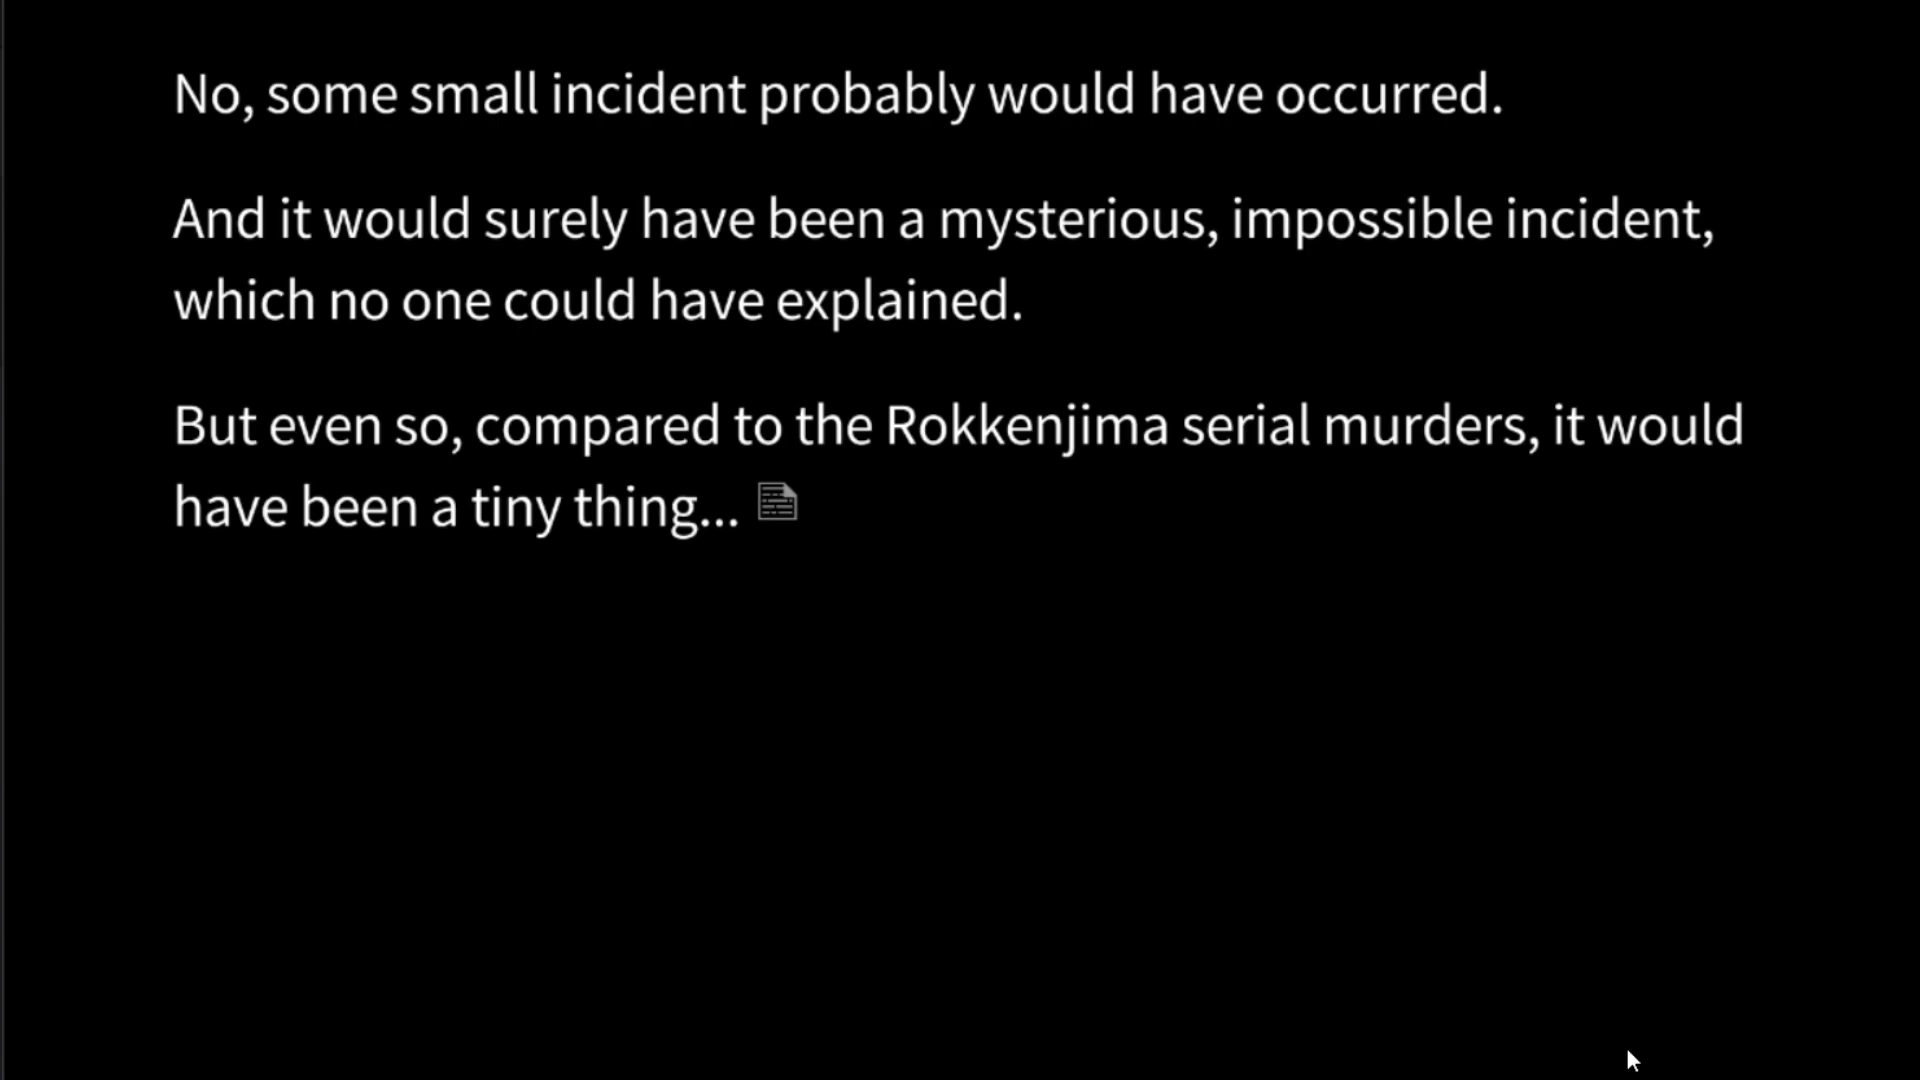 No, some small incident probably would have occurred.
And it would surely have been a mysterious, impossible incident,
which no one could have explained.
But even so, compared to the Rokkenjima serial murders, it would
have been a tiny thing...